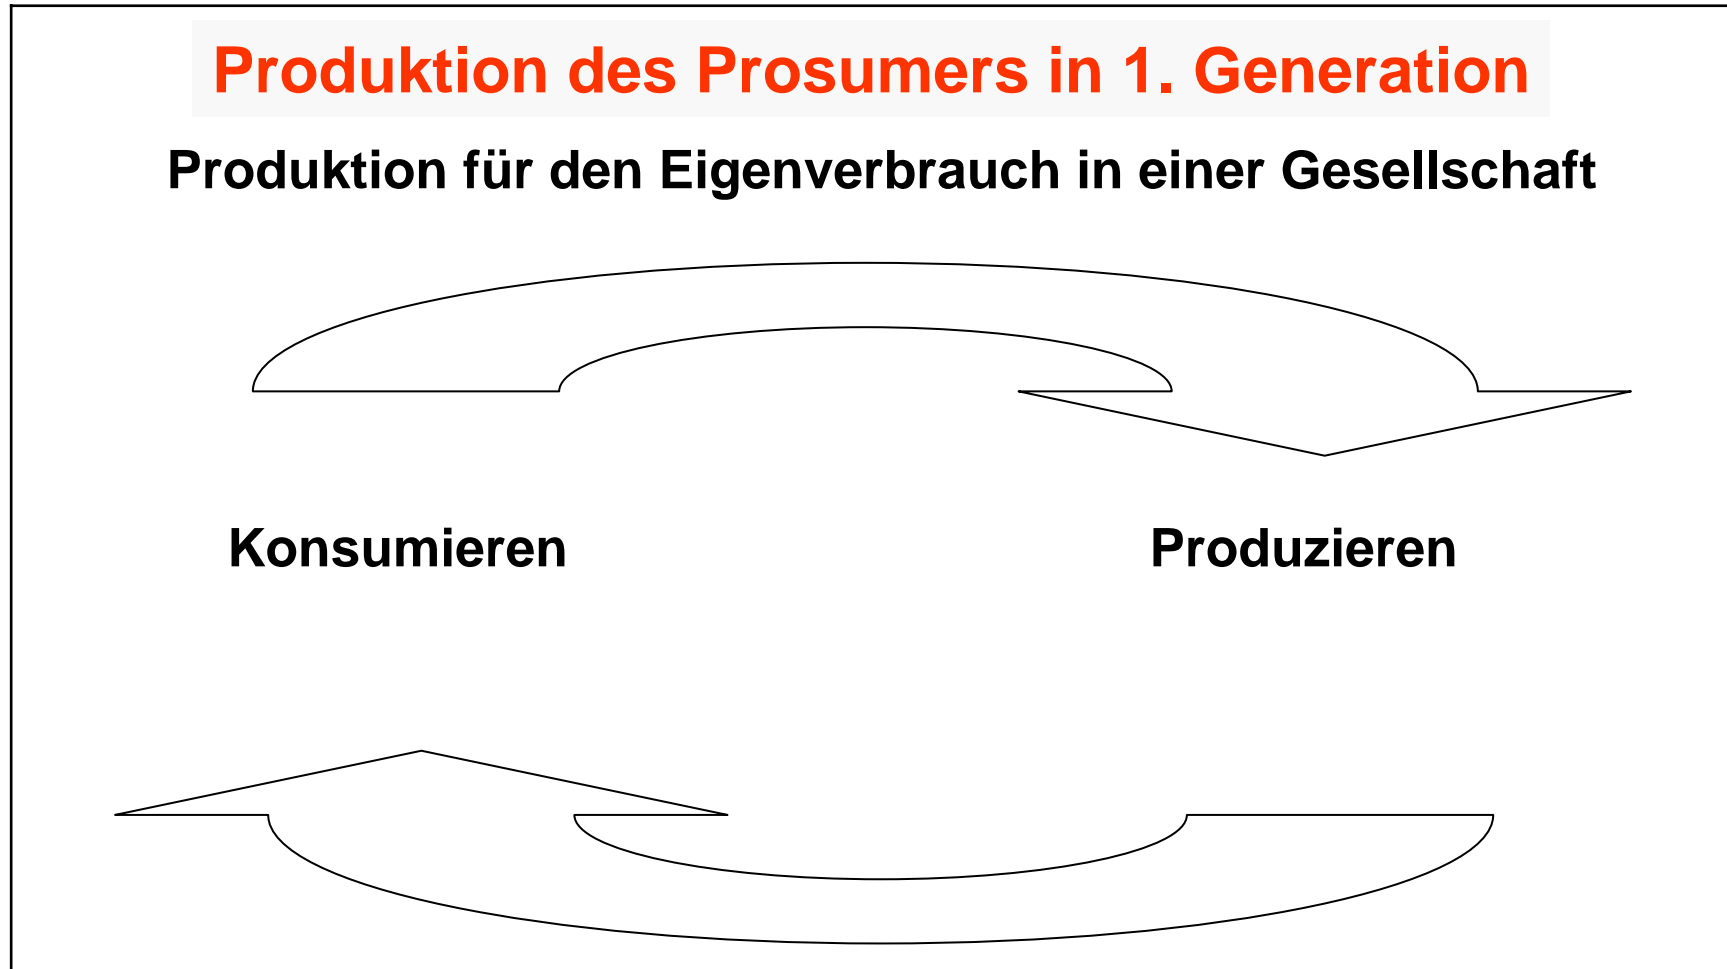 Produktion des Prosumers in 1. Generation
Produktion für den Eigenverbrauch in einer Gesellschaft
Konsumieren Produzieren